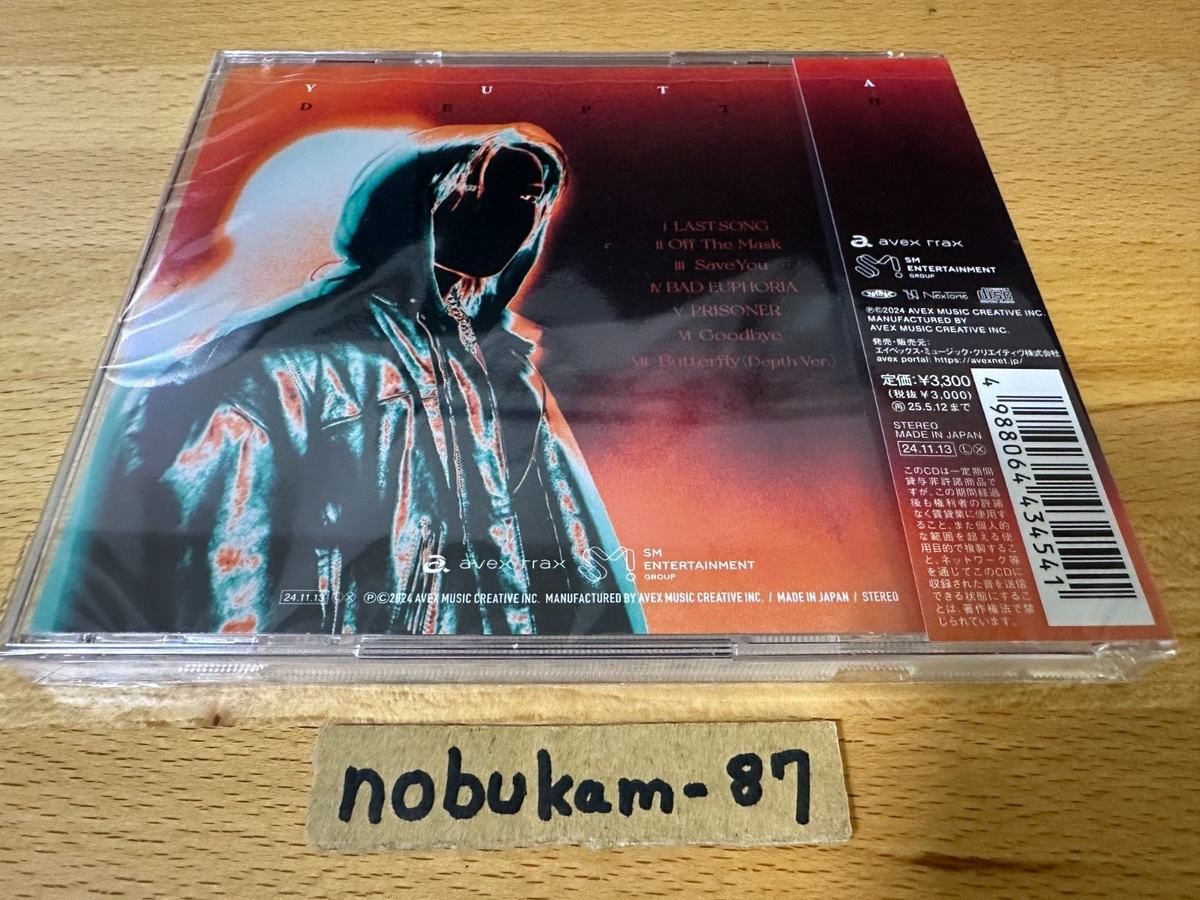 Y U T A
D E P T H
I LAST SONG
II Off The Mask
III Save You
IV BAD EUPHORIA
V PRISONER
VI Goodbye
VII Butterfly (Depth Ver.)
a avex trax
SM
ENTERTAINMENT
GROUP
24.11.13 L X ℗©2024 AVEX MUSIC CREATIVE INC. MANUFACTURED BY AVEX MUSIC CREATIVE INC. / MADE IN JAPAN / STEREO
a avex trax
SM
ENTERTAINMENT
GROUP
NexTone
℗©2024 AVEX MUSIC CREATIVE INC.
MANUFACTURED BY
AVEX MUSIC CREATIVE INC.
発売・販売元:
エイベックス・ミュージック・クリエイティヴ株式会社
avex portal: https://avexnet.jp/
定価:¥3,300
(税抜 ¥3,000)
再 25.5.12まで
STEREO
MADE IN JAPAN
24.11.13 L X
このCDは一定期間
貸与非許諾商品で
すが、この期間経過
後も権利者の許諾
なく賃貸業に使用す
ること、また個人的
な範囲を超える使
用目的で複製するこ
と、ネットワーク等
を通じてこのCDに
収録された音を送信
できる状態にするこ
とは、著作権法で禁
じられています。
4 988064 434541
nobukam-87